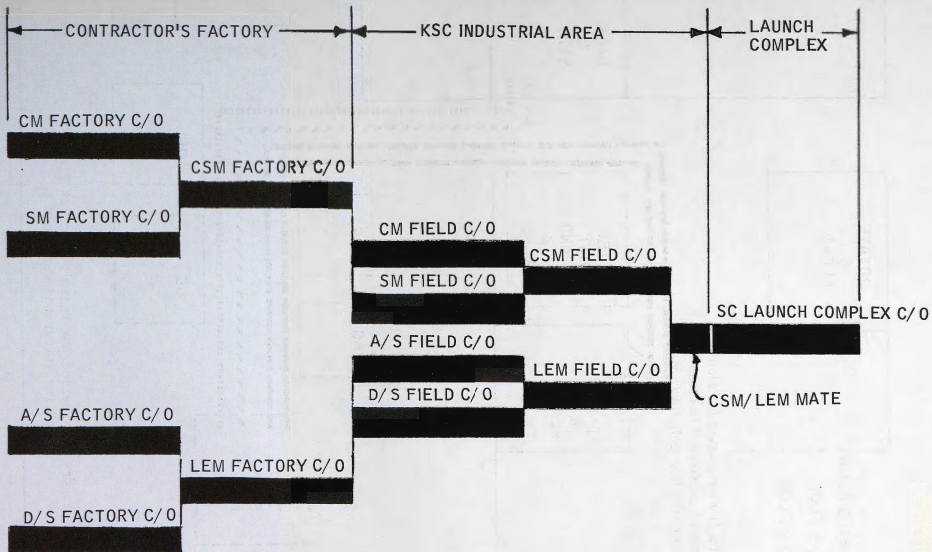 CONTRACTOR'S FACTORY
KSC INDUSTRIAL AREA
LAUNCH
COMPLEX
CM FACTORY C/O
CSM FACTORY C/O
SM FACTORY C/O
CM FIELD C/O
CSM FIELD C/O
SM FIELD C/O
SC LAUNCH COMPLEX C/O
A/S FIELD C/O
LEM FIELD C/O
D/S FIELD C/O
CSM/LEM MATE
A/S FACTORY C/O
LEM FACTORY C/O
D/S FACTORY C/O